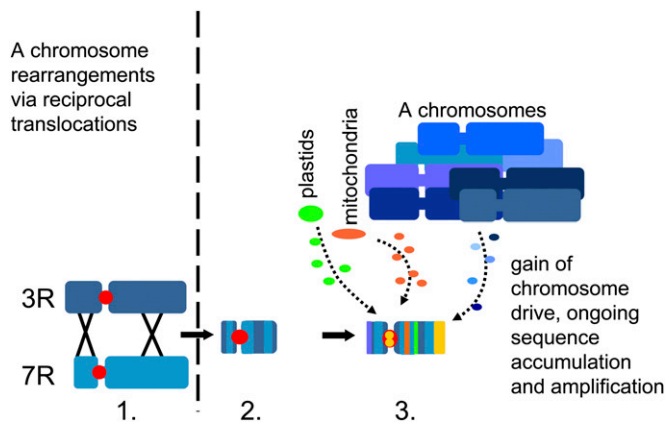 A chromosome
rearrangements
via reciprocal
translocations
A chromosomes
plastids
mitochondria
3R
7R
gain of
chromosome
drive, ongoing
sequence
accumulation
and amplification
1.
2.
3.